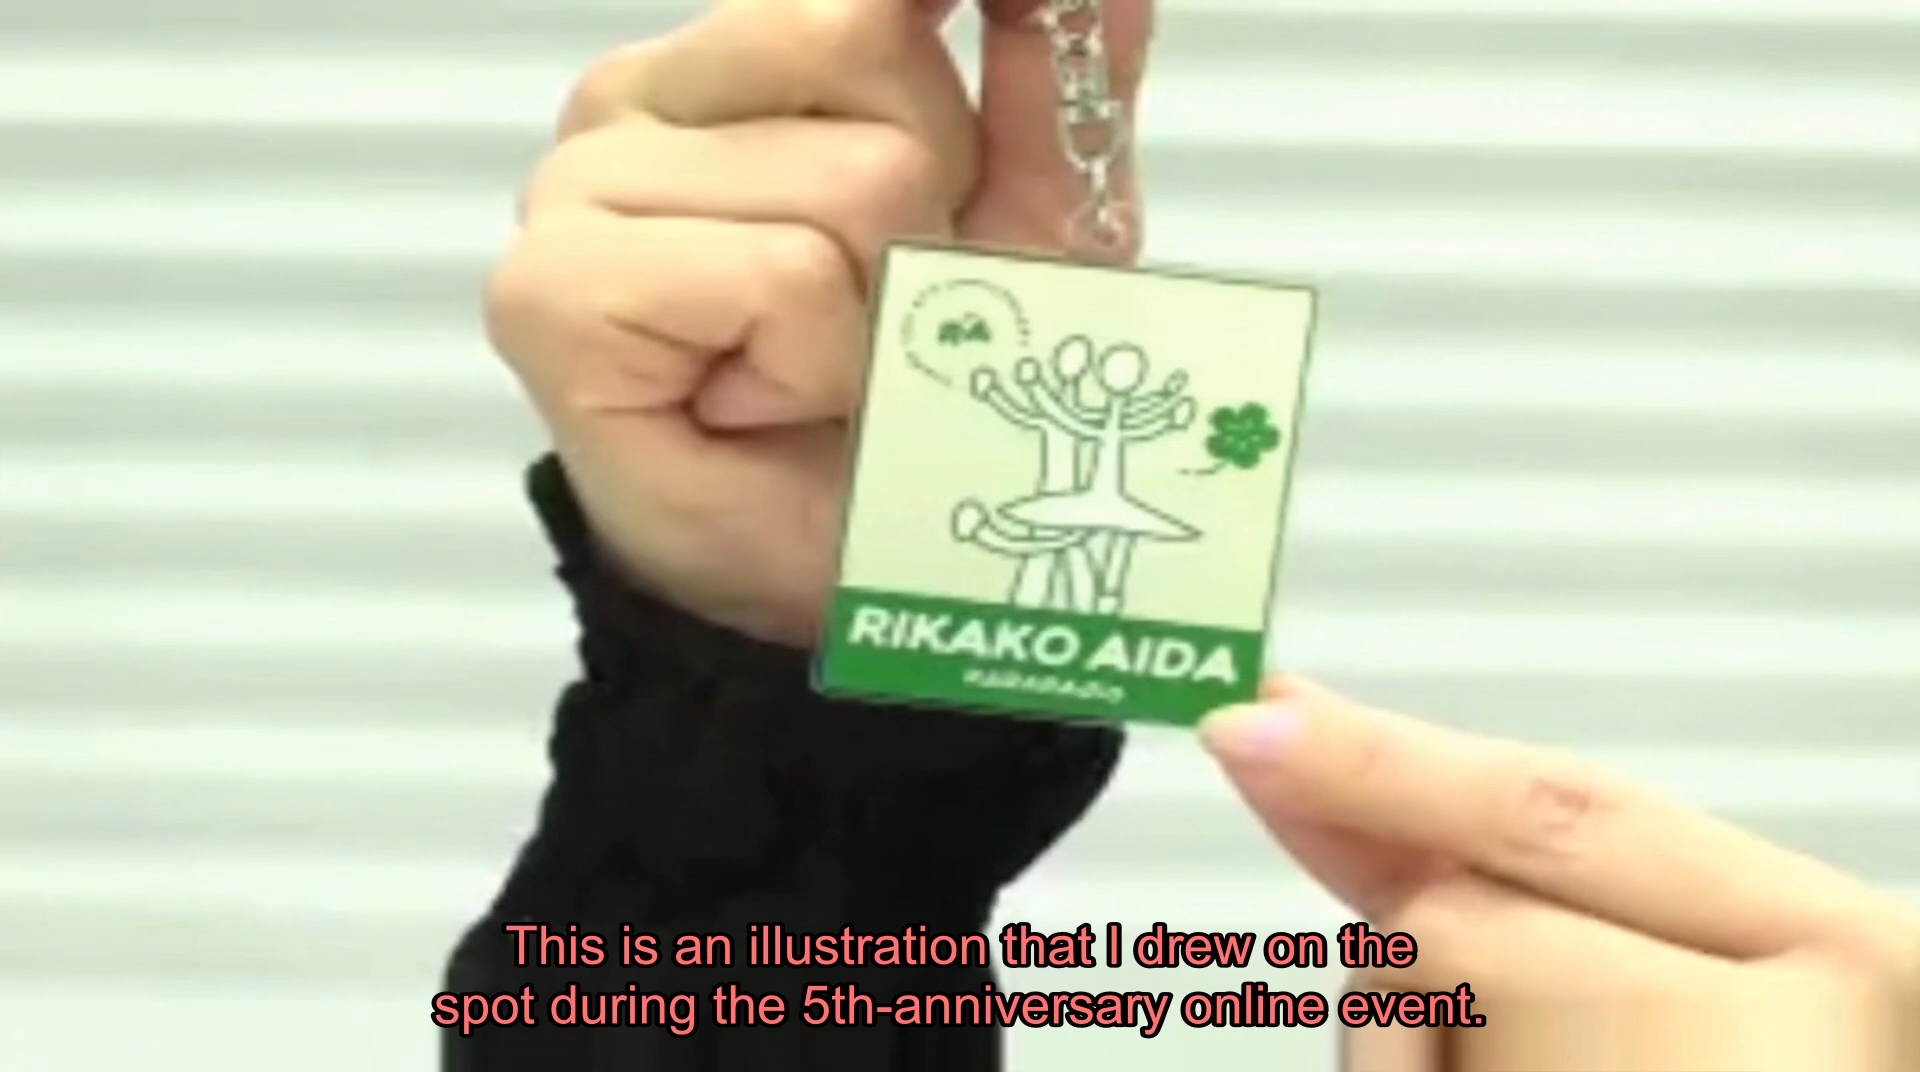 RIKAKO AIDA
This is an illustration that I drew on the
spot during the 5th-anniversary online event.